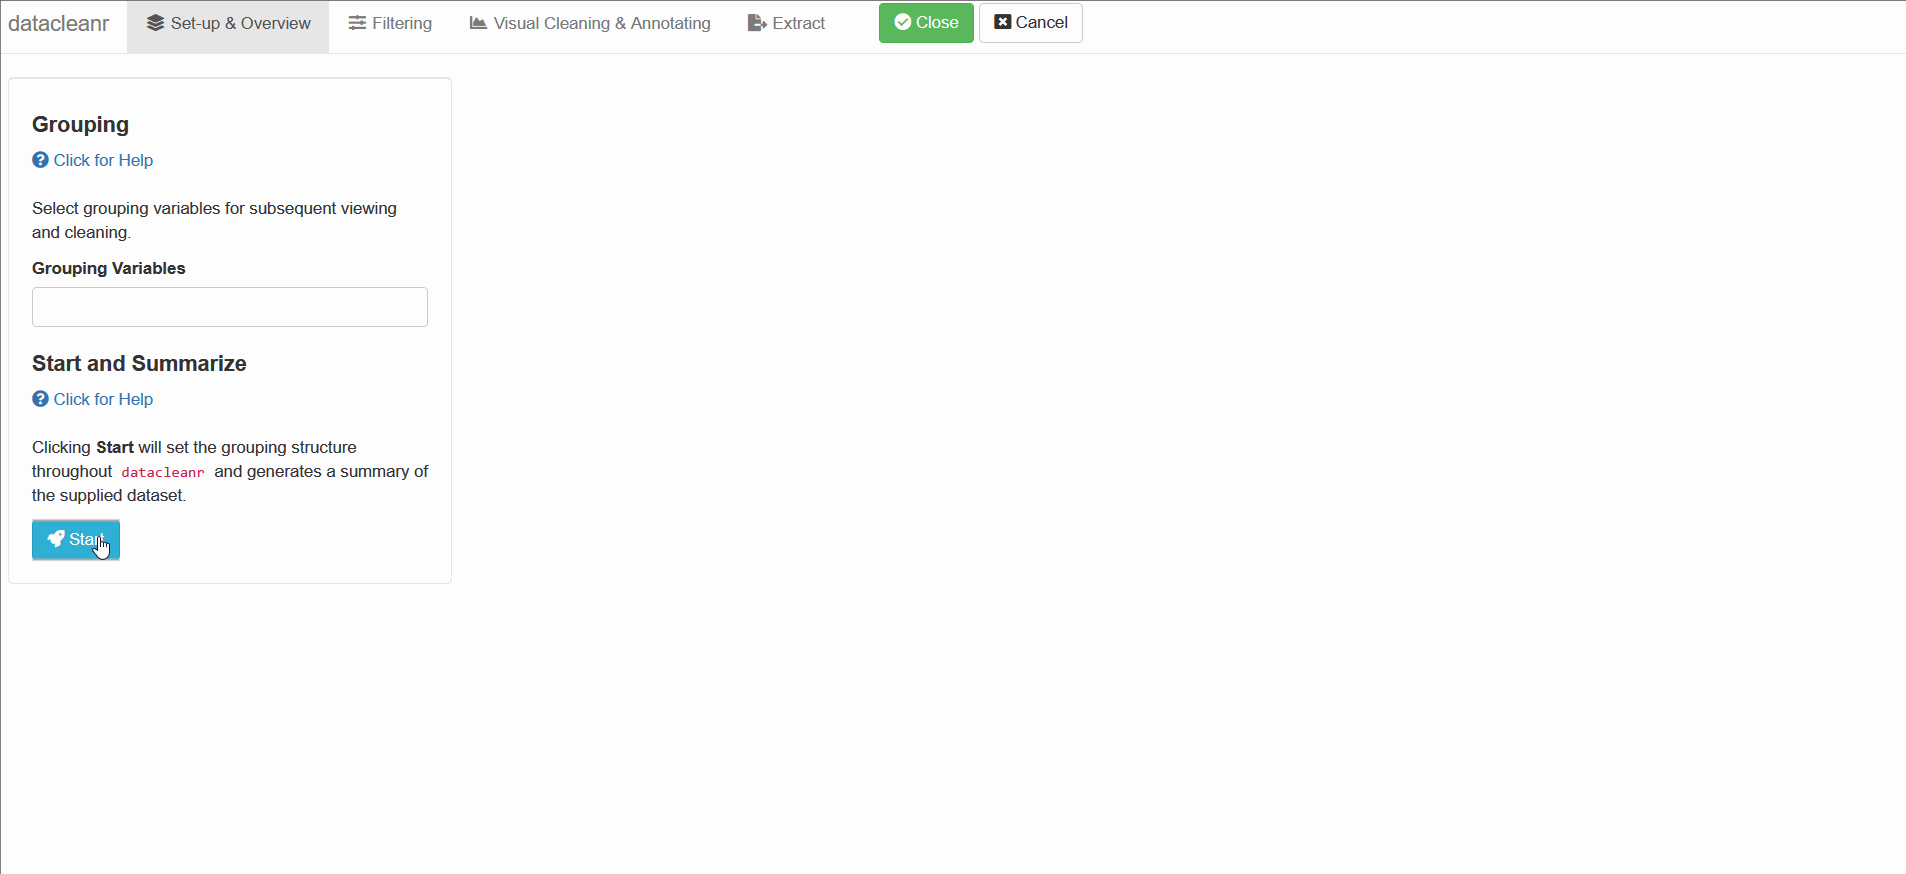 datacleanr Set-up & Overview Filtering Visual Cleaning & Annotating Extract Close Cancel
Grouping
Click for Help
Select grouping variables for subsequent viewing
and cleaning.
Grouping Variables
Start and Summarize
Click for Help
Clicking Start will set the grouping structure
throughout datacleanr and generates a summary of
the supplied dataset.
Start